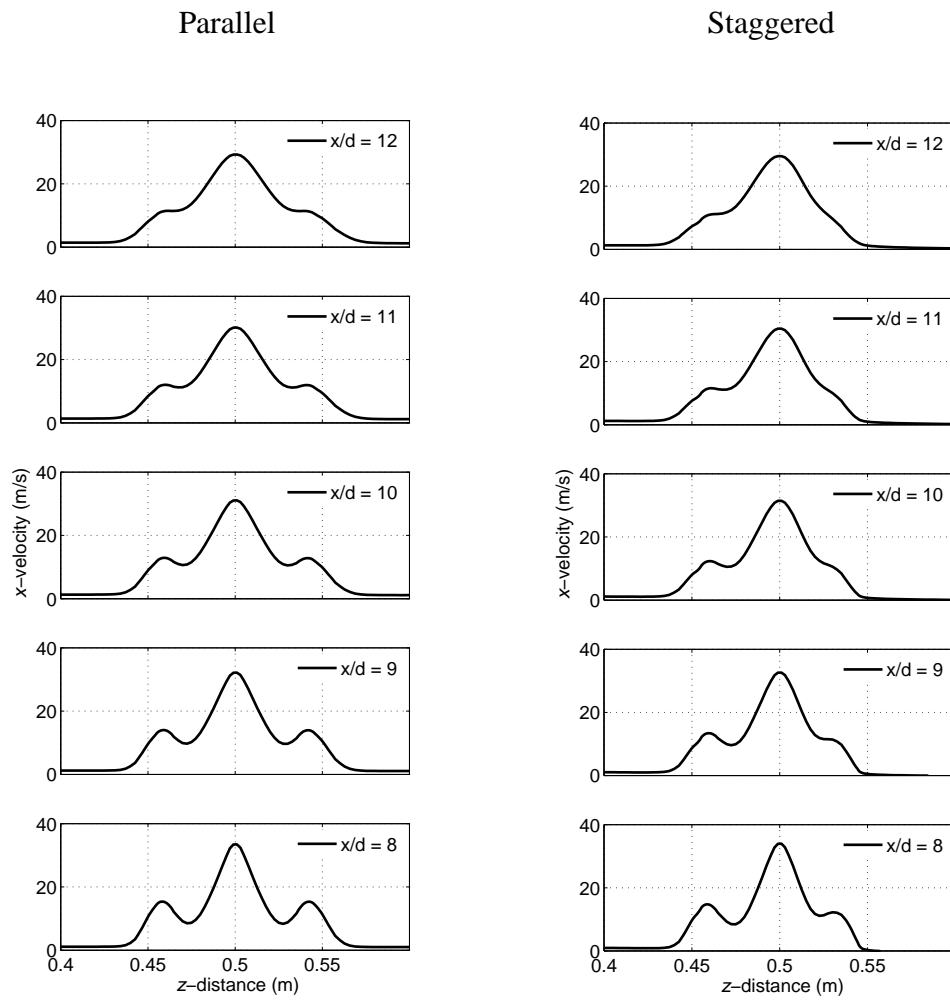 Parallel
Staggered
40
20
0
x/d = 12
40
20
0
x/d = 12
40
20
0
x/d = 11
40
20
0
x/d = 11
40
20
0
x/d = 10
x−velocity (m/s)
40
20
0
x/d = 10
x−velocity (m/s)
40
20
0
x/d = 9
40
20
0
x/d = 9
40
20
0
x/d = 8
0.4 0.45 0.5 0.55
z−distance (m)
40
20
0
x/d = 8
0.4 0.45 0.5 0.55
z−distance (m)